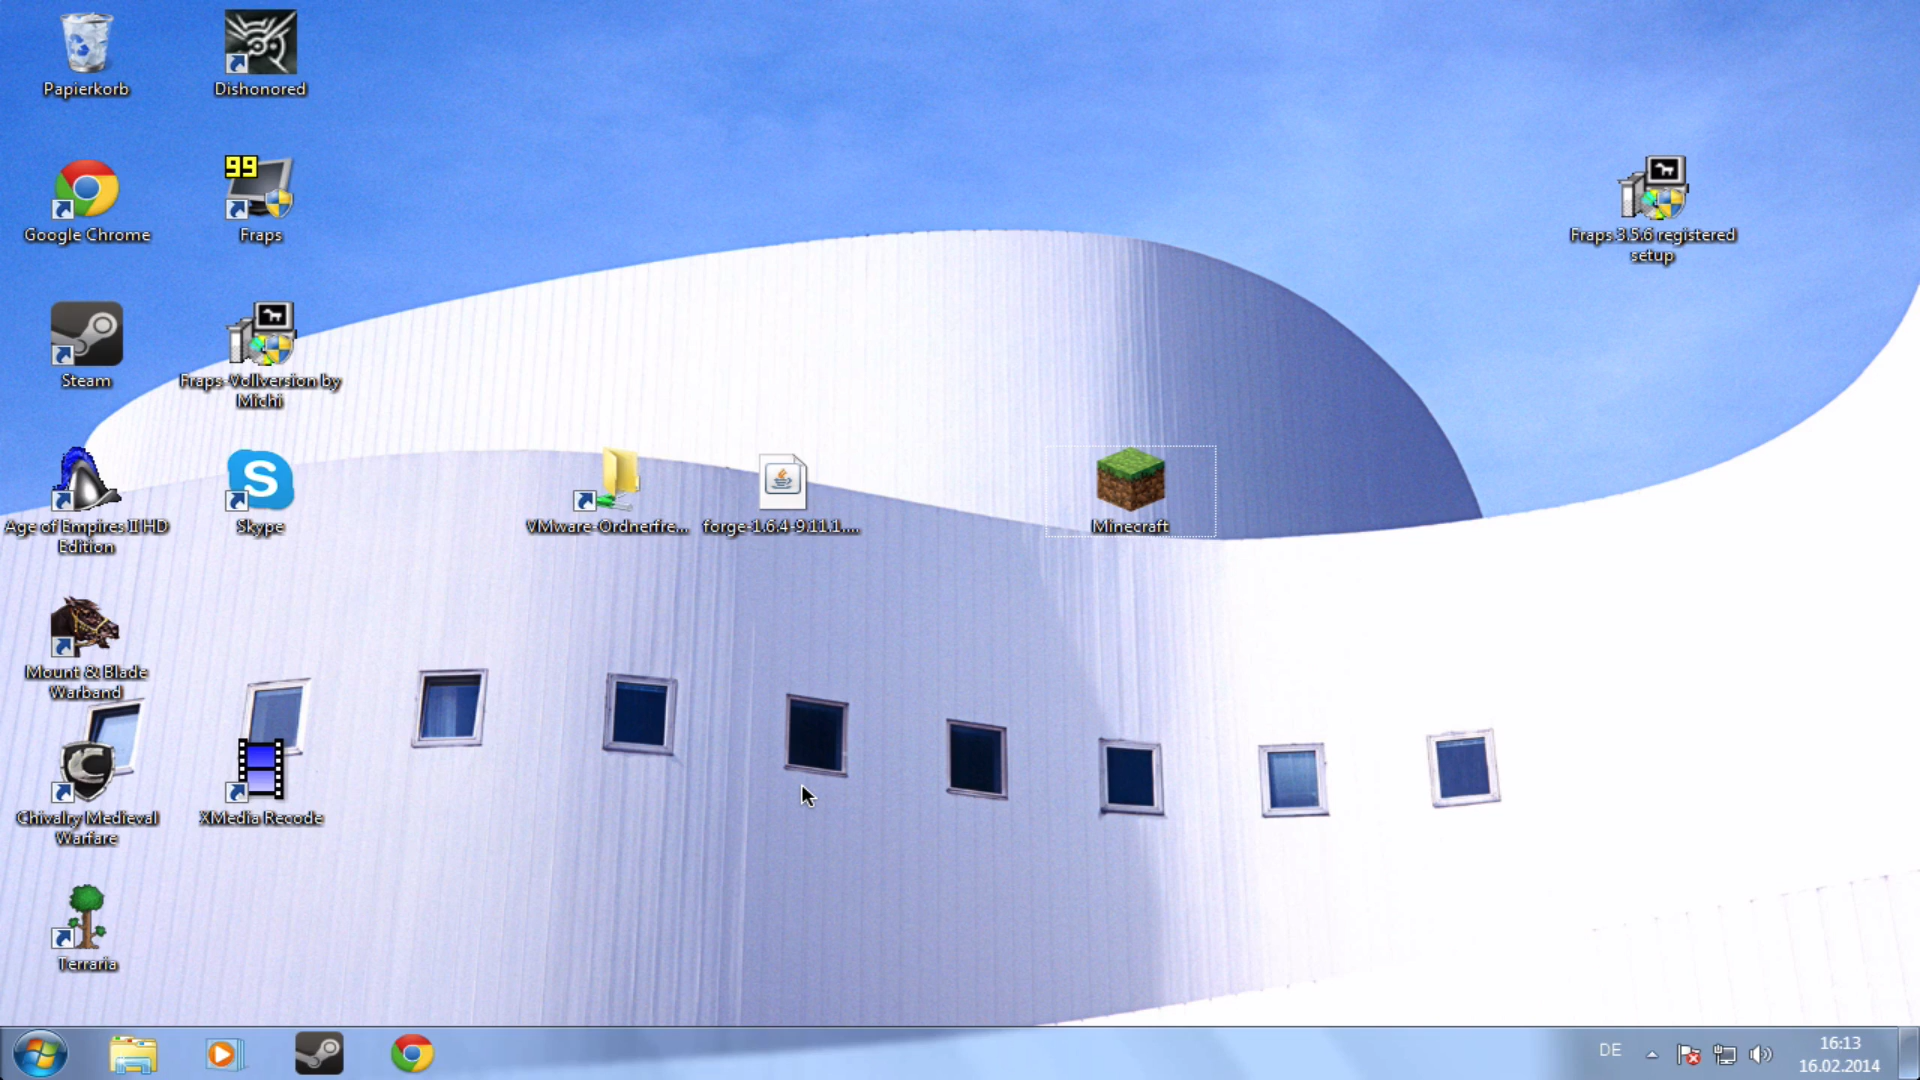 Papierkorb
Dishonored
Google Chrome
99
Fraps
Fraps 3.5.6 registered
setup
Steam
Fraps-Vollversion by
Michi
Age of Empires II HD
Edition
Skype
VMware-Ordnerfre...
forge-1.6.4-9.11.1....
Minecraft
Mount & Blade
Warband
Chivalry Medieval
Warfare
XMedia Recode
Terraria
DE
16:13
16.02.2014